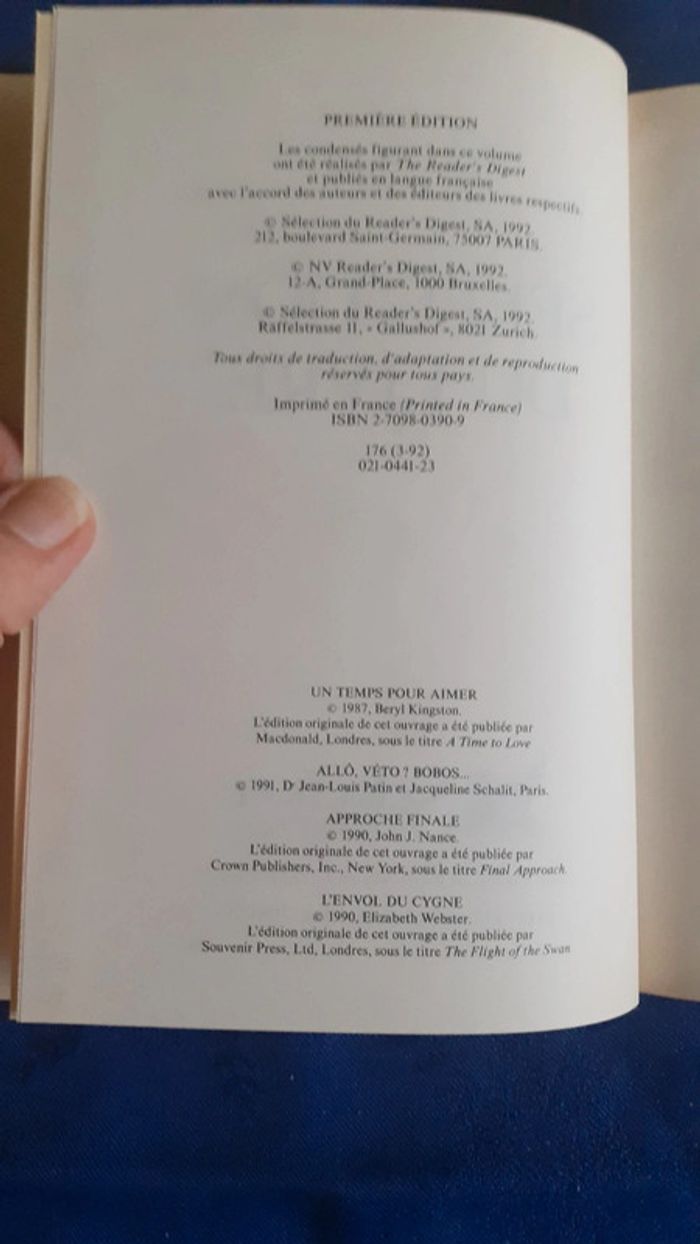 PREMIÈRE ÉDITION
Les condensés figurant dans ce volume
ont été réalisés par The Reader's Digest
et publiés en langue française
avec l'accord des auteurs et des éditeurs des livres respectifs.
© Sélection du Reader's Digest, SA, 1992.
212, boulevard Saint-Germain, 75007 PARIS.
© NV Reader's Digest, SA, 1992.
12-A, Grand-Place, 1000 Bruxelles.
© Sélection du Reader's Digest, SA, 1992.
Räffelstrasse 11, « Gallushof », 8021 Zurich.
Tous droits de traduction, d'adaptation et de reproduction
réservés pour tous pays.
Imprimé en France (Printed in France)
ISBN 2-7098-0390-9
176 (3-92)
021-0441-23
UN TEMPS POUR AIMER
© 1987, Beryl Kingston.
L'édition originale de cet ouvrage a été publiée par
Macdonald, Londres, sous le titre A Time to Love
ALLÔ, VÉTO ? BOBOS...
© 1991, Dr Jean-Louis Patin et Jacqueline Schalit, Paris.
APPROCHE FINALE
© 1990, John J. Nance.
L'édition originale de cet ouvrage a été publiée par
Crown Publishers, Inc., New York, sous le titre Final Approach.
L'ENVOL DU CYGNE
© 1990, Elizabeth Webster.
L'édition originale de cet ouvrage a été publiée par
Souvenir Press, Ltd, Londres, sous le titre The Flight of the Swan